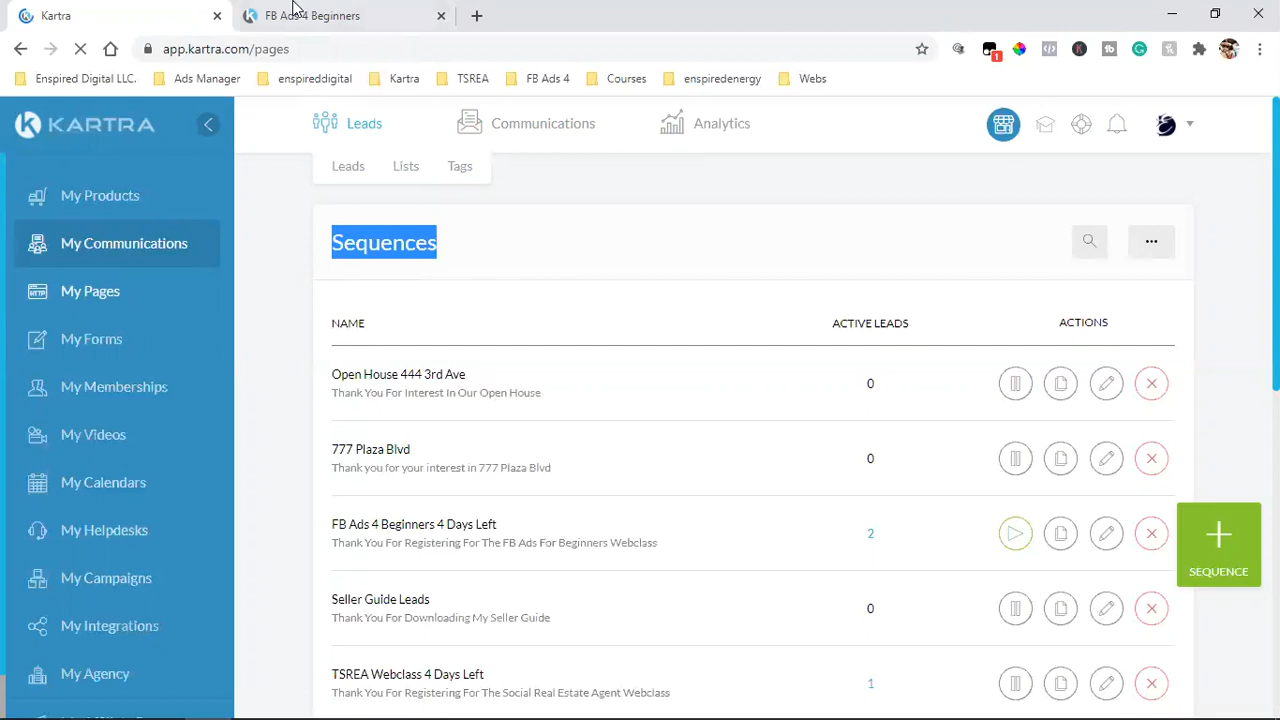 Kartra
FB Ads 4 Beginners
app.kartra.com/pages
1
Enspired Digital LLC.
Ads Manager
enspireddigital
Kartra
TSREA
FB Ads 4
Courses
enspiredenergy
Webs
KARTRA
Leads
Communications
Analytics
Leads
Lists
Tags
My Products
My Communications
My Pages
My Forms
My Memberships
My Videos
My Calendars
My Helpdesks
My Campaigns
My Integrations
My Agency
Sequences
NAME
ACTIVE LEADS
ACTIONS
Open House 444 3rd Ave
Thank You For Interest In Our Open House
0
777 Plaza Blvd
Thank you for your interest in 777 Plaza Blvd
0
FB Ads 4 Beginners 4 Days Left
Thank You For Registering For The FB Ads For Beginners Webclass
2
Seller Guide Leads
Thank You For Downloading My Seller Guide
0
TSREA Webclass 4 Days Left
Thank You For Registering For The Social Real Estate Agent Webclass
1
SEQUENCE